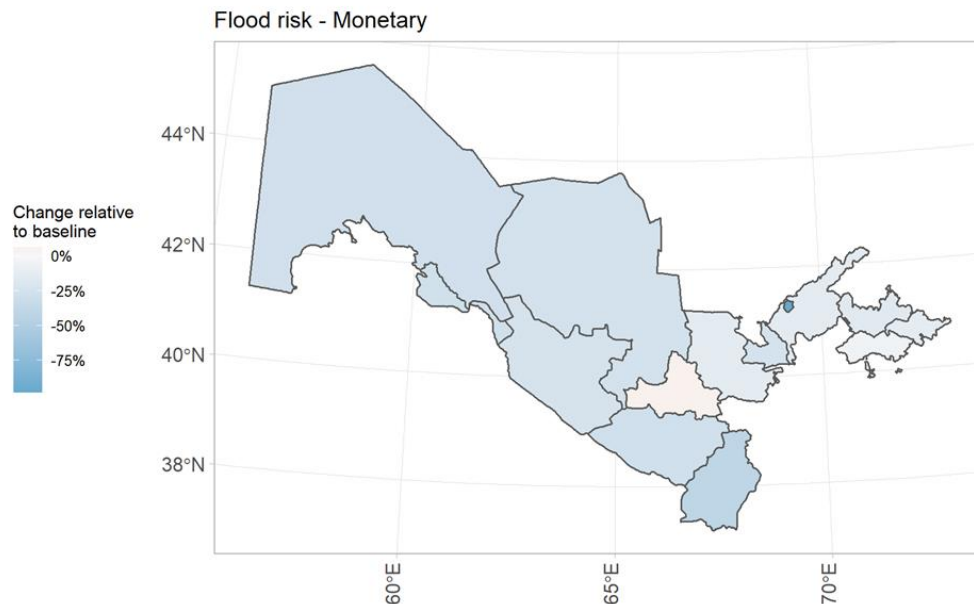 Flood risk - Monetary
44°N
42°N
40°N
38°N
Change relative
to baseline
0%
-25%
-50%
-75%
60°E
65°E
70°E